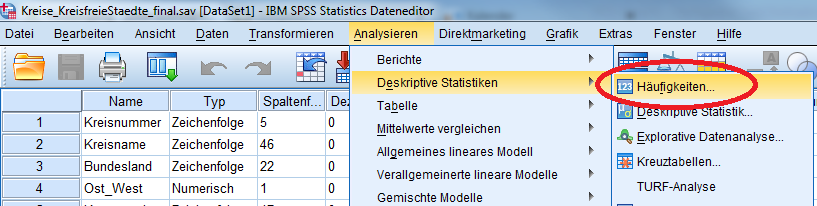 Kreise_KreisfreieStaedte_final.sav [DataSet1] - IBM SPSS Statistics Dateneditor
Datei Bearbeiten Ansicht Daten Transformieren Analysieren Direktmarketing Grafik Extras Fenster Hilfe
Berichte
Deskriptive Statistiken
Tabelle
Mittelwerte vergleichen
Allgemeines lineares Modell
Verallgemeinerte lineare Modelle
Gemischte Modelle
123 Häufigkeiten...
Deskriptive Statistik...
Explorative Datenanalyse...
Kreuztabellen...
TURF-Analyse
Name Typ Spaltenf... Dez
1 Kreisnummer Zeichenfolge 5 0
2 Kreisname Zeichenfolge 46 0
3 Bundesland Zeichenfolge 22 0
4 Ost_West Numerisch 1 0